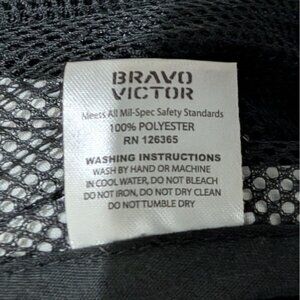 BRAVO
VICTOR
Meets All Mil-Spec Safety Standards
100% POLYESTER
RN 126365
WASHING INSTRUCTIONS
WASH BY HAND OR MACHINE
IN COOL WATER, DO NOT BLEACH
DO NOT IRON, DO NOT DRY CLEAN
DO NOT TUMBLE DRY